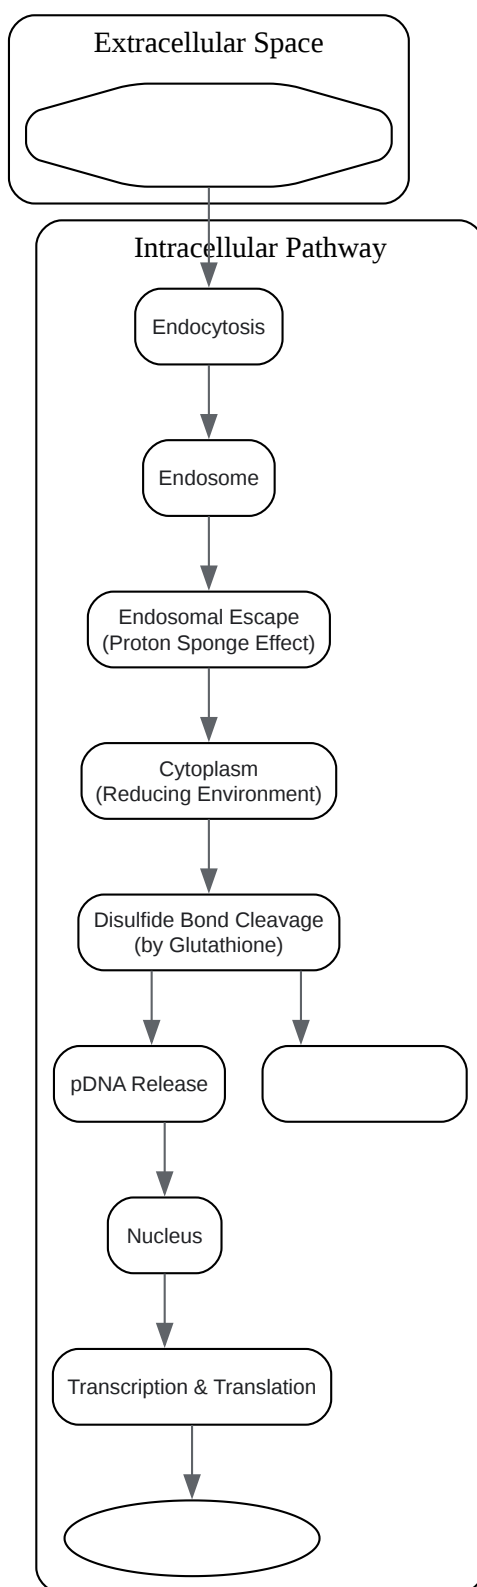 Extracellular Space
Intracellular Pathway
Endocytosis
Endosome
Endosomal Escape
(Proton Sponge Effect)
Cytoplasm
(Reducing Environment)
Disulfide Bond Cleavage
(by Glutathione)
pDNA Release
Nucleus
Transcription & Translation